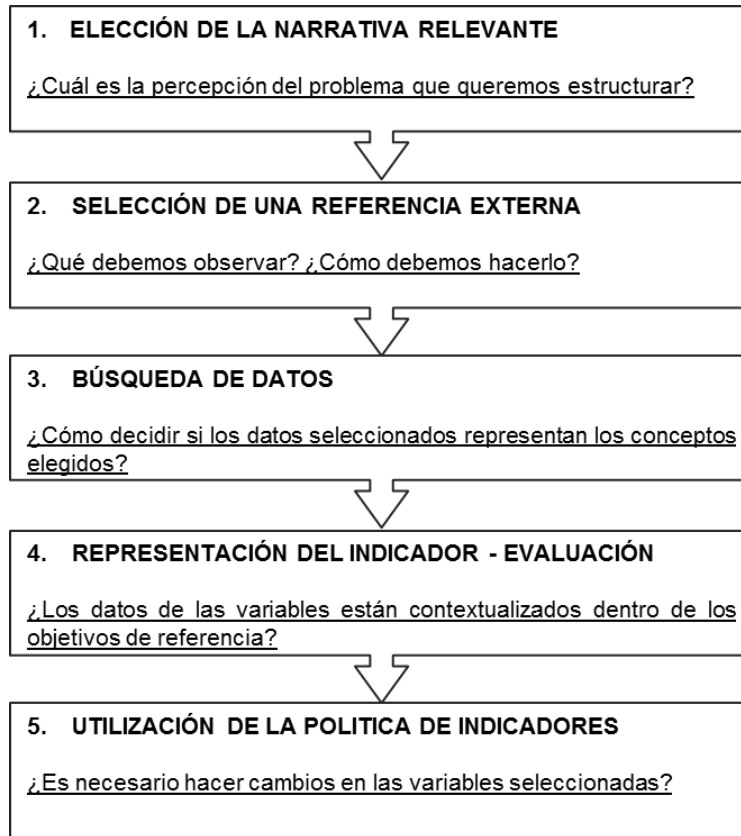 1. ELECCIÓN DE LA NARRATIVA RELEVANTE
¿Cuál es la percepción del problema que queremos estructurar?
2. SELECCIÓN DE UNA REFERENCIA EXTERNA
¿Qué debemos observar? ¿Cómo debemos hacerlo?
3. BÚSQUEDA DE DATOS
¿Cómo decidir si los datos seleccionados representan los conceptos
elegidos?
4. REPRESENTACIÓN DEL INDICADOR - EVALUACIÓN
¿Los datos de las variables están contextualizados dentro de los
objetivos de referencia?
5. UTILIZACIÓN DE LA POLITICA DE INDICADORES
¿Es necesario hacer cambios en las variables seleccionadas?